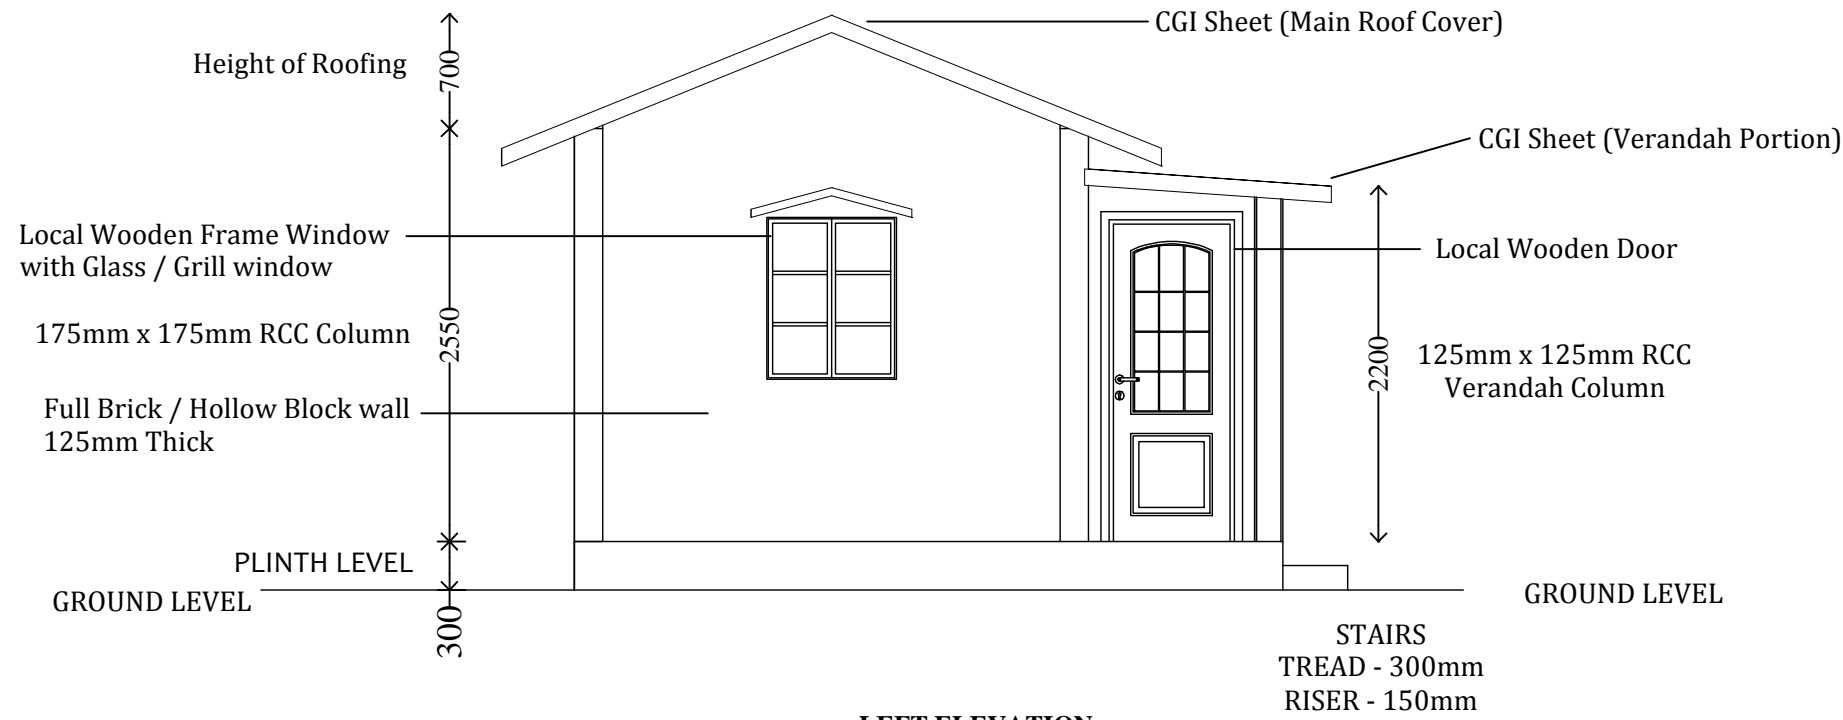 CGI Sheet (Main Roof Cover)
Height of Roofing
700
CGI Sheet (Verandah Portion)
Local Wooden Frame Window
with Glass / Grill window
Local Wooden Door
175mm x 175mm RCC Column
2550
2200
125mm x 125mm RCC
Verandah Column
Full Brick / Hollow Block wall
125mm Thick
PLINTH LEVEL
GROUND LEVEL
300
GROUND LEVEL
STAIRS
TREAD - 300mm
RISER - 150mm
LEFT ELEVATION